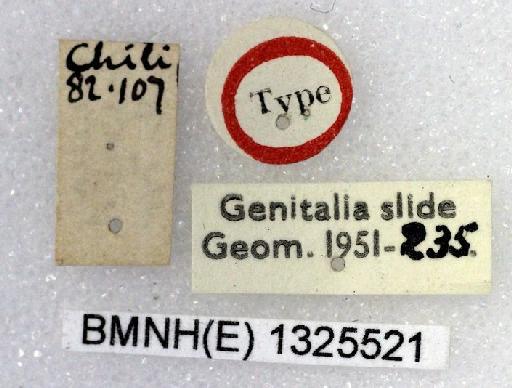 Chili
82.107
Type
Genitalia slide
Geom. 1951-235.
BMNH(E) 1325521